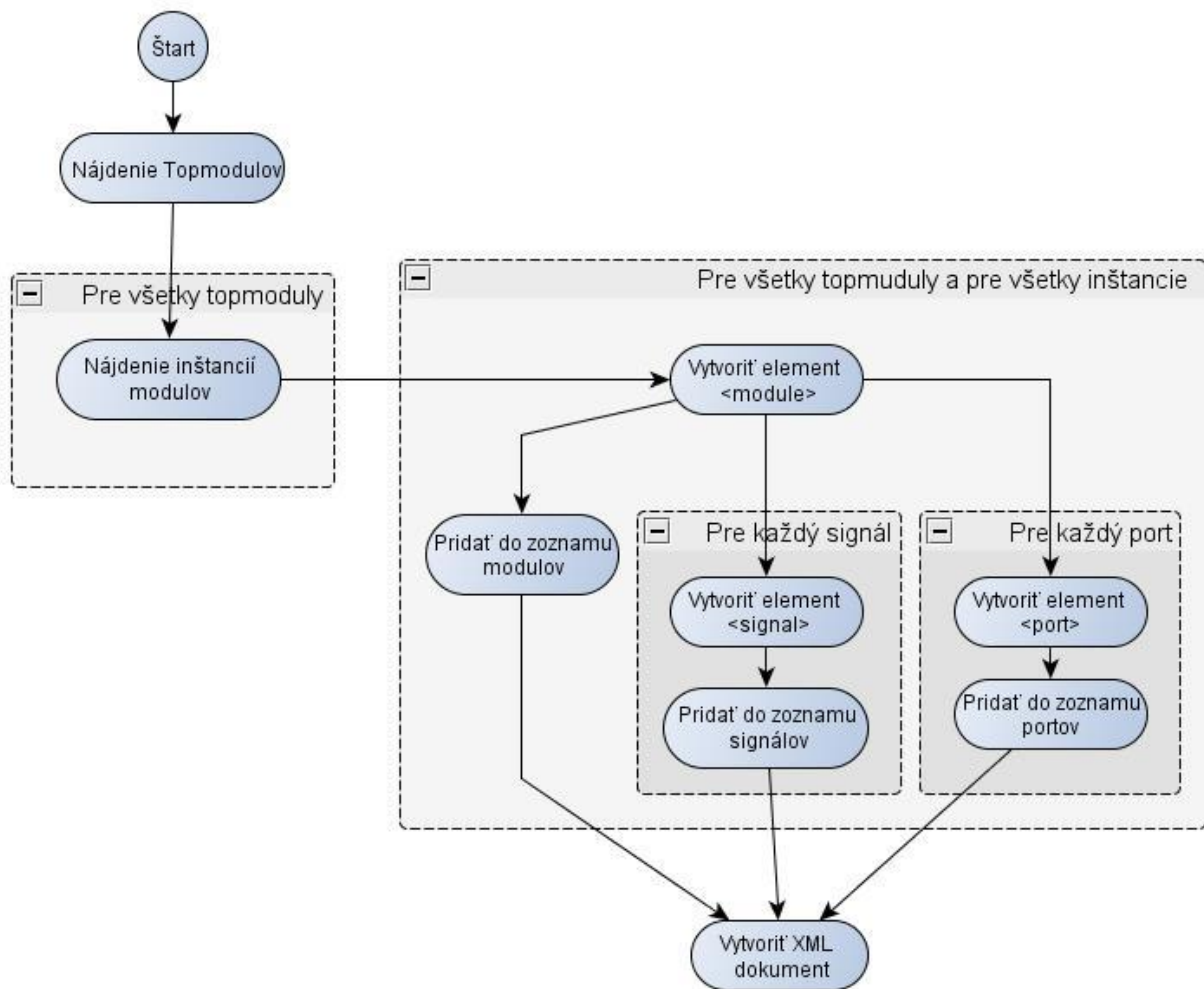 Štart
Nájdenie Topmodulov
Pre všetky topmoduly
Nájdenie inštancií
modulov
Pre všetky topmuduly a pre všetky inštancie
Vytvoriť element
<module>
Pridať do zoznamu
modulov
Pre každý signál
Vytvoriť element
<signal>
Pridať do zoznamu
signálov
Pre každý port
Vytvoriť element
<port>
Pridať do zoznamu
portov
Vytvoriť XML
dokument